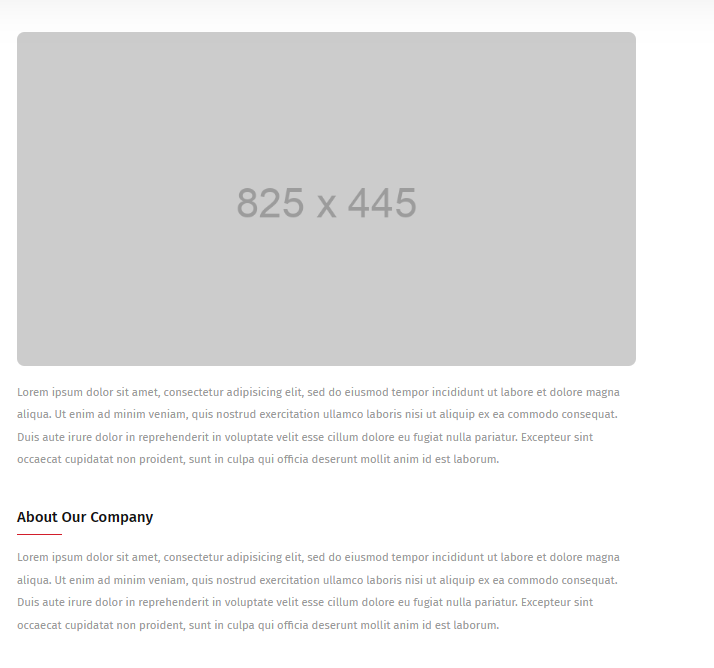 825 x 445
Lorem ipsum dolor sit amet, consectetur adipisicing elit, sed do eiusmod tempor incididunt ut labore et dolore magna
aliqua. Ut enim ad minim veniam, quis nostrud exercitation ullamco laboris nisi ut aliquip ex ea commodo consequat.
Duis aute irure dolor in reprehenderit in voluptate velit esse cillum dolore eu fugiat nulla pariatur. Excepteur sint
occaecat cupidatat non proident, sunt in culpa qui officia deserunt mollit anim id est laborum.
About Our Company
Lorem ipsum dolor sit amet, consectetur adipisicing elit, sed do eiusmod tempor incididunt ut labore et dolore magna
aliqua. Ut enim ad minim veniam, quis nostrud exercitation ullamco laboris nisi ut aliquip ex ea commodo consequat.
Duis aute irure dolor in reprehenderit in voluptate velit esse cillum dolore eu fugiat nulla pariatur. Excepteur sint
occaecat cupidatat non proident, sunt in culpa qui officia deserunt mollit anim id est laborum.